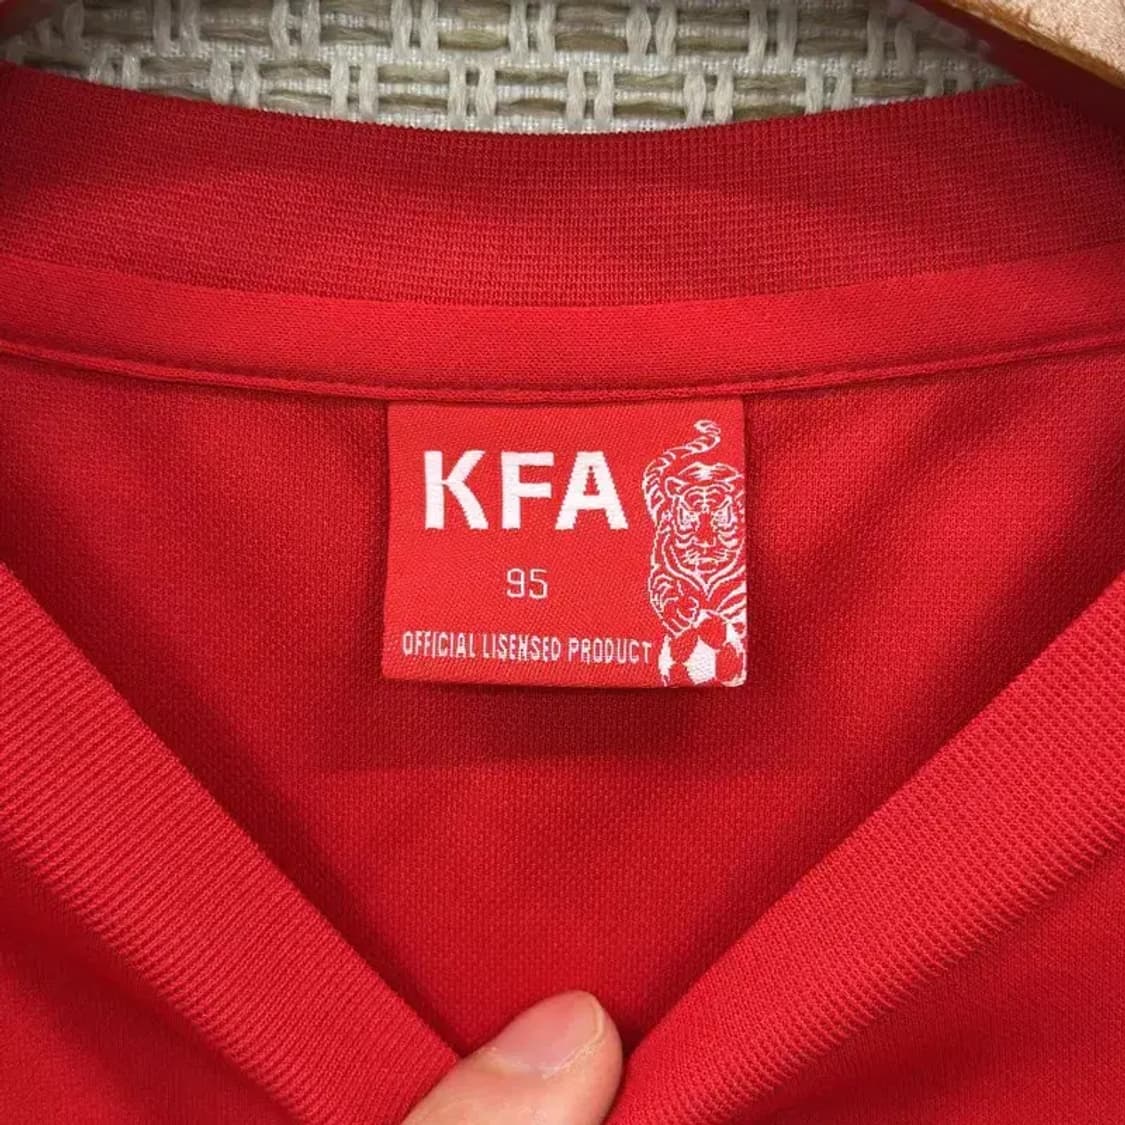 KFA
95
OFFICIAL LISENSED PRODUCT